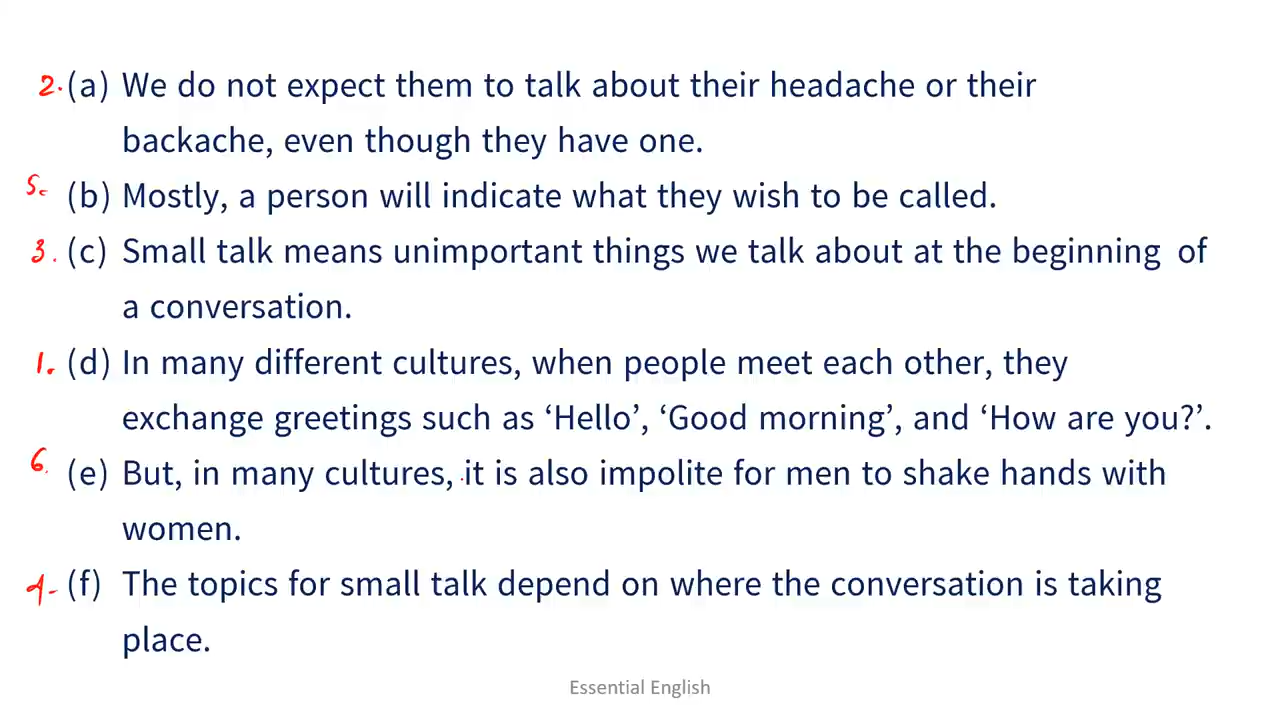 2. (a) We do not expect them to talk about their headache or their
backache, even though they have one.
5. (b) Mostly, a person will indicate what they wish to be called.
3. (c) Small talk means unimportant things we talk about at the beginning of
a conversation.
1. (d) In many different cultures, when people meet each other, they
exchange greetings such as ‘Hello’, ‘Good morning’, and ‘How are you?’.
6. (e) But, in many cultures, it is also impolite for men to shake hands with
women.
4. (f) The topics for small talk depend on where the conversation is taking
place.
Essential English